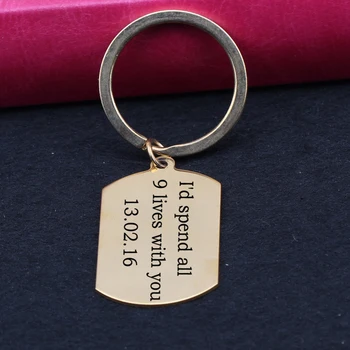 I'd spend all
9 lives with you
13.02.16